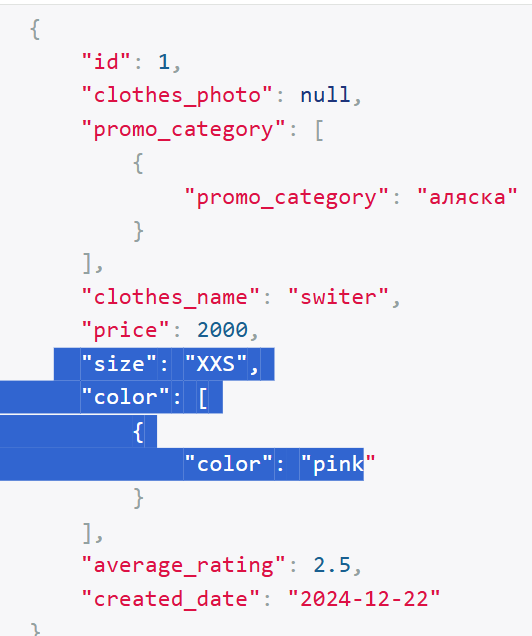 {
"id": 1,
"clothes_photo": null,
"promo_category": [
{
"promo_category": "аляска"
}
],
"clothes_name": "switer",
"price": 2000,
"size": "XXS",
"color": [
{
"color": "pink"
}
],
"average_rating": 2.5,
"created_date": "2024-12-22"
}